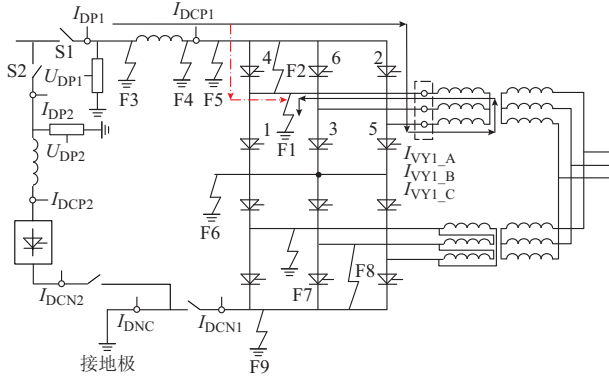 I_DP1
I_DCP1
S1
S2
U_DP1
F3
F4
F5
4
6
2
F2
I_DP2
U_DP2
1
F1
3
5
I_VY1_A
I_VY1_B
I_VY1_C
I_DCP2
F6
F7
F8
I_DCN2
I_DNC
I_DCN1
接地极
F9